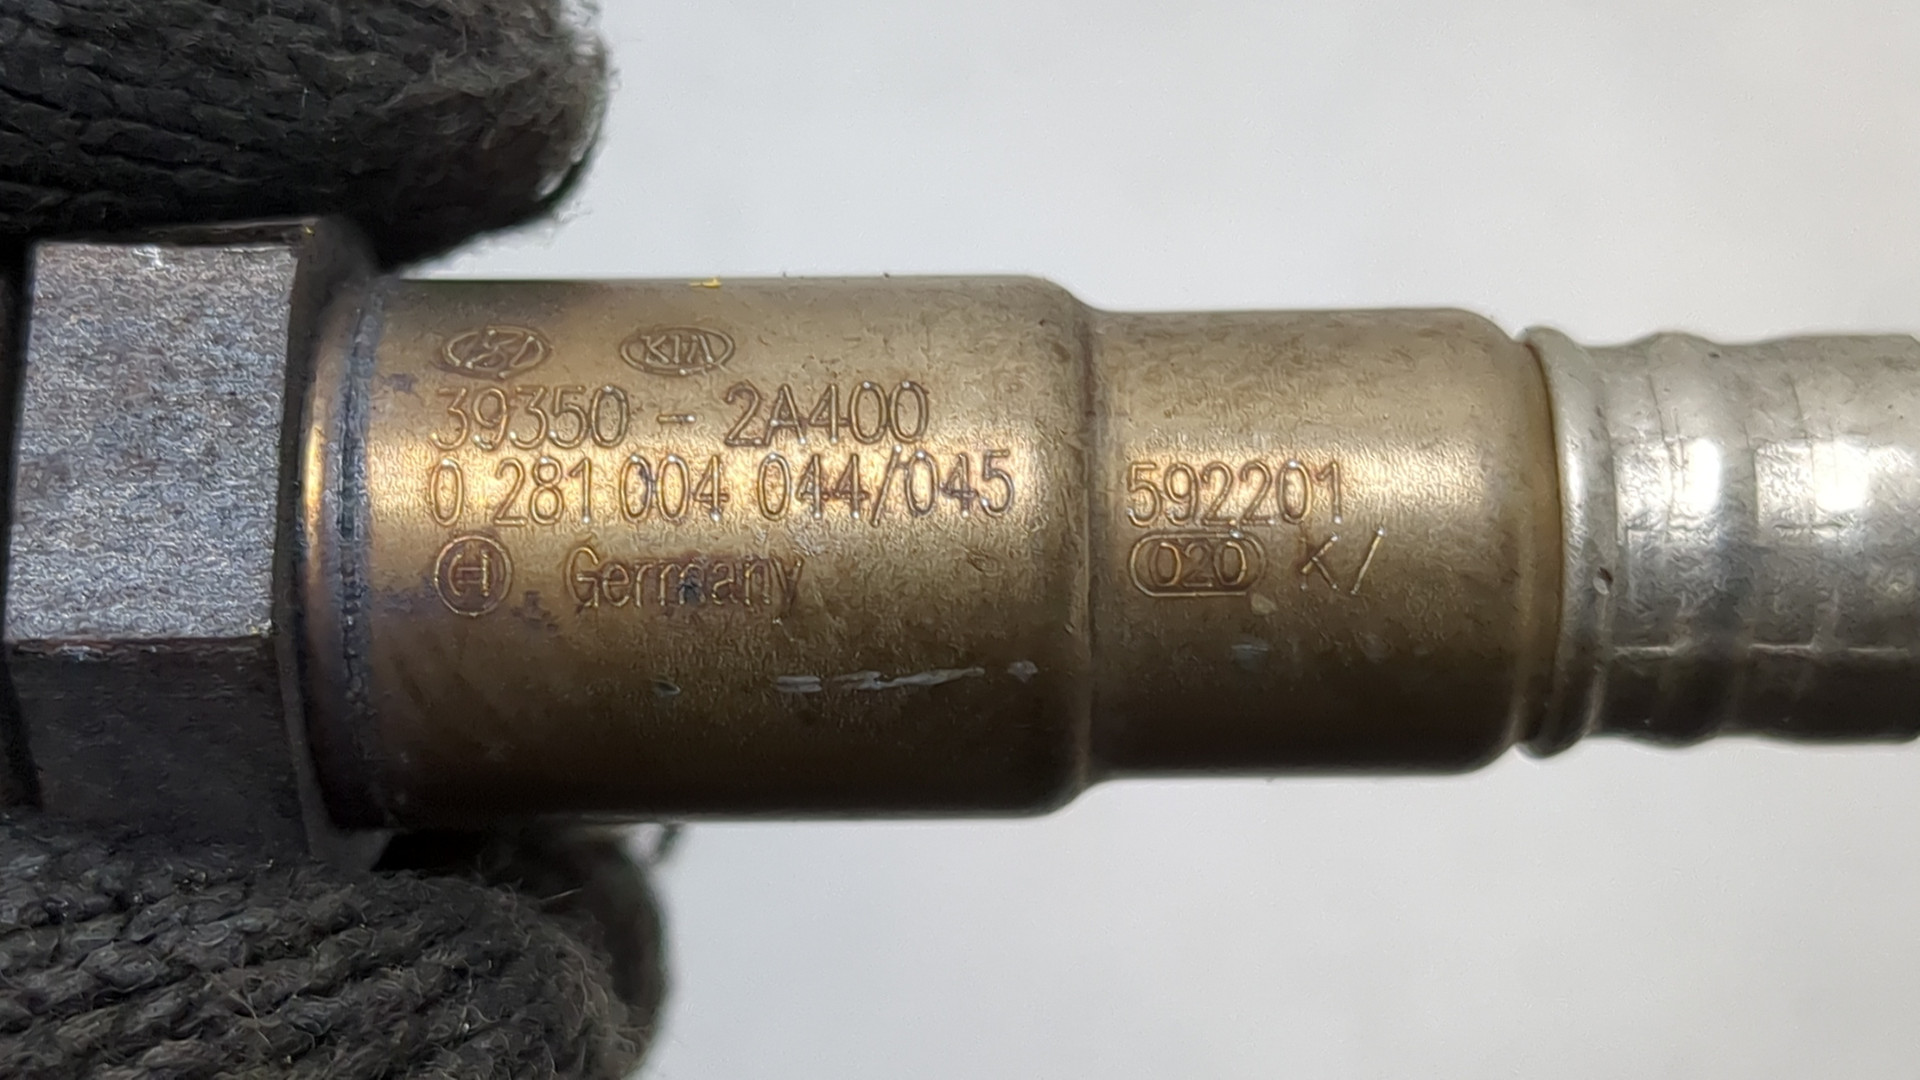 KIA
39350 - 2A400
0 281 004 044/045
H Germany
592201
020 K/